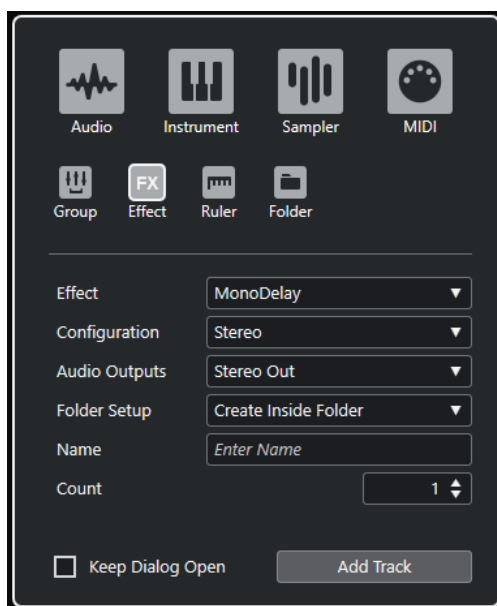 Audio Instrument Sampler MIDI
FX
Group Effect Ruler Folder
Effect MonoDelay
Configuration Stereo
Audio Outputs Stereo Out
Folder Setup Create Inside Folder
Name Enter Name
Count 1
Keep Dialog Open Add Track